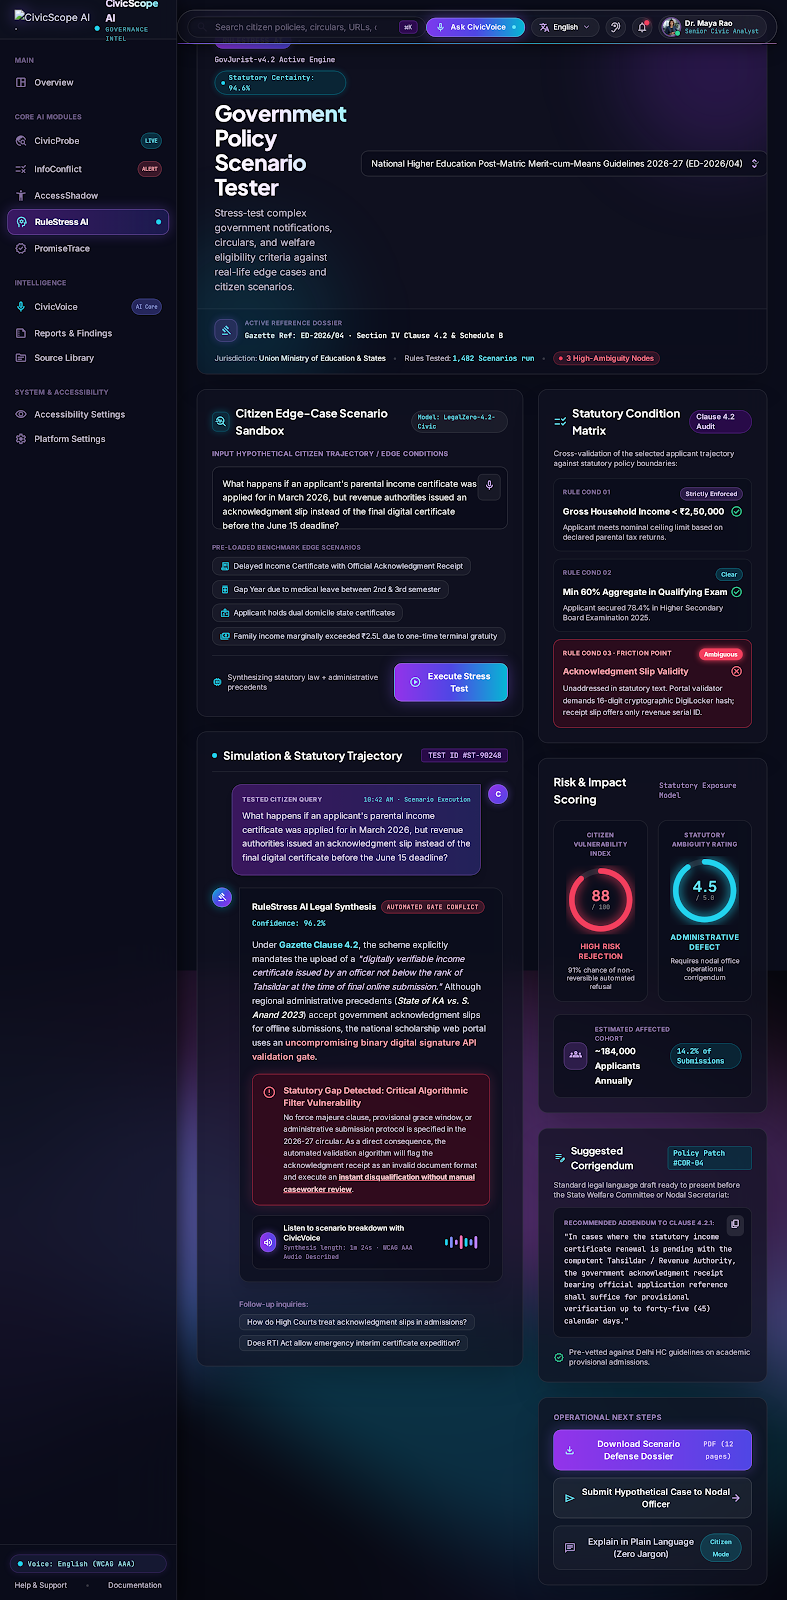 CivicScope AI
CivicScope
AI
GOVERNANCE
INTEL
MAIN
Overview
CORE AI MODULES
CivicProbe
LIVE
InfoConflict
ALERT
AccessShadow
RuleStress AI
PromiseTrace
INTELLIGENCE
CivicVoice
AI Core
Reports & Findings
Source Library
SYSTEM & ACCESSIBILITY
Accessibility Settings
Platform Settings
Voice: English (WCAG AAA)
Help & Support
Documentation
Search citizen policies, circulars, URLs,
⌘K
Ask CivicVoice
English
Dr. Maya Rao
Senior Civic Analyst
GovJurist-v4.2 Active Engine
Statutory Certainty:
94.6%
Government
Policy
Scenario
Tester
National Higher Education Post-Matric Merit-cum-Means Guidelines 2026-27 (ED-2026/04)
Stress-test complex
government notifications,
circulars, and welfare
eligibility criteria against
real-life edge cases and
citizen scenarios.
ACTIVE REFERENCE DOSSIER
Gazette Ref: ED-2026/04 · Section IV Clause 4.2 & Schedule B
Jurisdiction: Union Ministry of Education & States • Rules Tested: 1,482 Scenarios run • 3 High-Ambiguity Nodes
Citizen Edge-Case Scenario
Sandbox
Model: LegalZero-4.2-
Civic
INPUT HYPOTHETICAL CITIZEN TRAJECTORY / EDGE CONDITIONS
What happens if an applicant's parental income certificate was
applied for in March 2026, but revenue authorities issued an
acknowledgment slip instead of the final digital certificate
before the June 15 deadline?
PRE-LOADED BENCHMARK EDGE SCENARIOS
Delayed Income Certificate with Official Acknowledgment Receipt
Gap Year due to medical leave between 2nd & 3rd semester
Applicant holds dual domicile state certificates
Family income marginally exceeded ₹2.5L due to one-time terminal gratuity
Synthesizing statutory law + administrative
precedents
Execute Stress
Test
Simulation & Statutory Trajectory
TEST ID #ST-90248
TESTED CITIZEN QUERY
10:42 AM · Scenario Execution
What happens if an applicant's parental income
certificate was applied for in March 2026, but revenue
authorities issued an acknowledgment slip instead of the
final digital certificate before the June 15 deadline?
C
RuleStress AI Legal Synthesis
AUTOMATED GATE CONFLICT
Confidence: 96.2%
Under Gazette Clause 4.2, the scheme explicitly
mandates the upload of a "digitally verifiable income
certificate issued by an officer not below the rank of
Tahsildar at the time of final online submission." Although
regional administrative precedents (State of KA vs. S.
Anand 2023) accept government acknowledgment slips
for offline submissions, the national scholarship web portal
uses an uncompromising binary digital signature API
validation gate.
Statutory Gap Detected: Critical Algorithmic
Filter Vulnerability
No force majeure clause, provisional grace window, or
administrative submission protocol is specified in the
2026-27 circular. As a direct consequence, the
automated validation algorithm will flag the
acknowledgment receipt as an invalid document format
and execute an instant disqualification without manual
caseworker review.
Listen to scenario breakdown with
CivicVoice
Synthesis length: 1m 24s · WCAG AAA
Audio Described
Follow-up inquiries:
How do High Courts treat acknowledgment slips in admissions?
Does RTI Act allow emergency interim certificate expedition?
Statutory Condition
Matrix
Clause 4.2
Audit
Cross-validation of the selected applicant trajectory
against statutory policy boundaries:
RULE COND 01
Strictly Enforced
Gross Household Income < ₹2,50,000
Applicant meets nominal ceiling limit based on
declared parental tax returns.
RULE COND 02
Clear
Min 60% Aggregate in Qualifying Exam
Applicant secured 78.4% in Higher Secondary
Board Examination 2025.
RULE COND 03 · FRICTION POINT
Ambiguous
Acknowledgment Slip Validity
Unaddressed in statutory text. Portal validator
demands 16-digit cryptographic DigiLocker hash;
receipt slip offers only revenue serial ID.
Risk & Impact
Scoring
Statutory Exposure
Model
CITIZEN
VULNERABILITY
INDEX
88
/ 100
HIGH RISK
REJECTION
91% chance of non-
reversible automated
refusal
STATUTORY
AMBIGUITY RATING
4.5
/ 5.0
ADMINISTRATIVE
DEFECT
Requires nodal office
operational
corrigendum
ESTIMATED AFFECTED
COHORT
~184,000
Applicants
Annually
14.2% of
Submissions
Suggested
Corrigendum
Policy Patch
#COR-04
Standard legal language draft ready to present before
the State Welfare Committee or Nodal Secretariat:
RECOMMENDED ADDENDUM TO CLAUSE 4.2.1:
"In cases where the statutory income
certificate renewal is pending with the
competent Tahsildar / Revenue Authority,
the government acknowledgment receipt
bearing official application reference
shall suffice for provisional
verification up to forty-five (45)
calendar days."
Pre-vetted against Delhi HC guidelines on academic
provisional admissions.
OPERATIONAL NEXT STEPS
Download Scenario
Defense Dossier
PDF (12
pages)
Submit Hypothetical Case to Nodal
Officer
Explain in Plain Language
(Zero Jargon)
Citizen
Mode